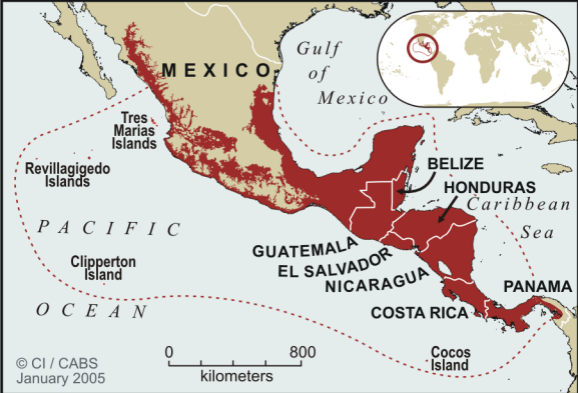 Gulf
of
Mexico
MEXICO
Tres
Marias
Islands
Revillagigedo
Islands
BELIZE
HONDURAS
Caribbean
Sea
PACIFIC
GUATEMALA
EL SALVADOR
NICARAGUA
Clipperton
Island
PANAMA
OCEAN
COSTA RICA
0 800
kilometers
Cocos
Island
© CI / CABS
January 2005